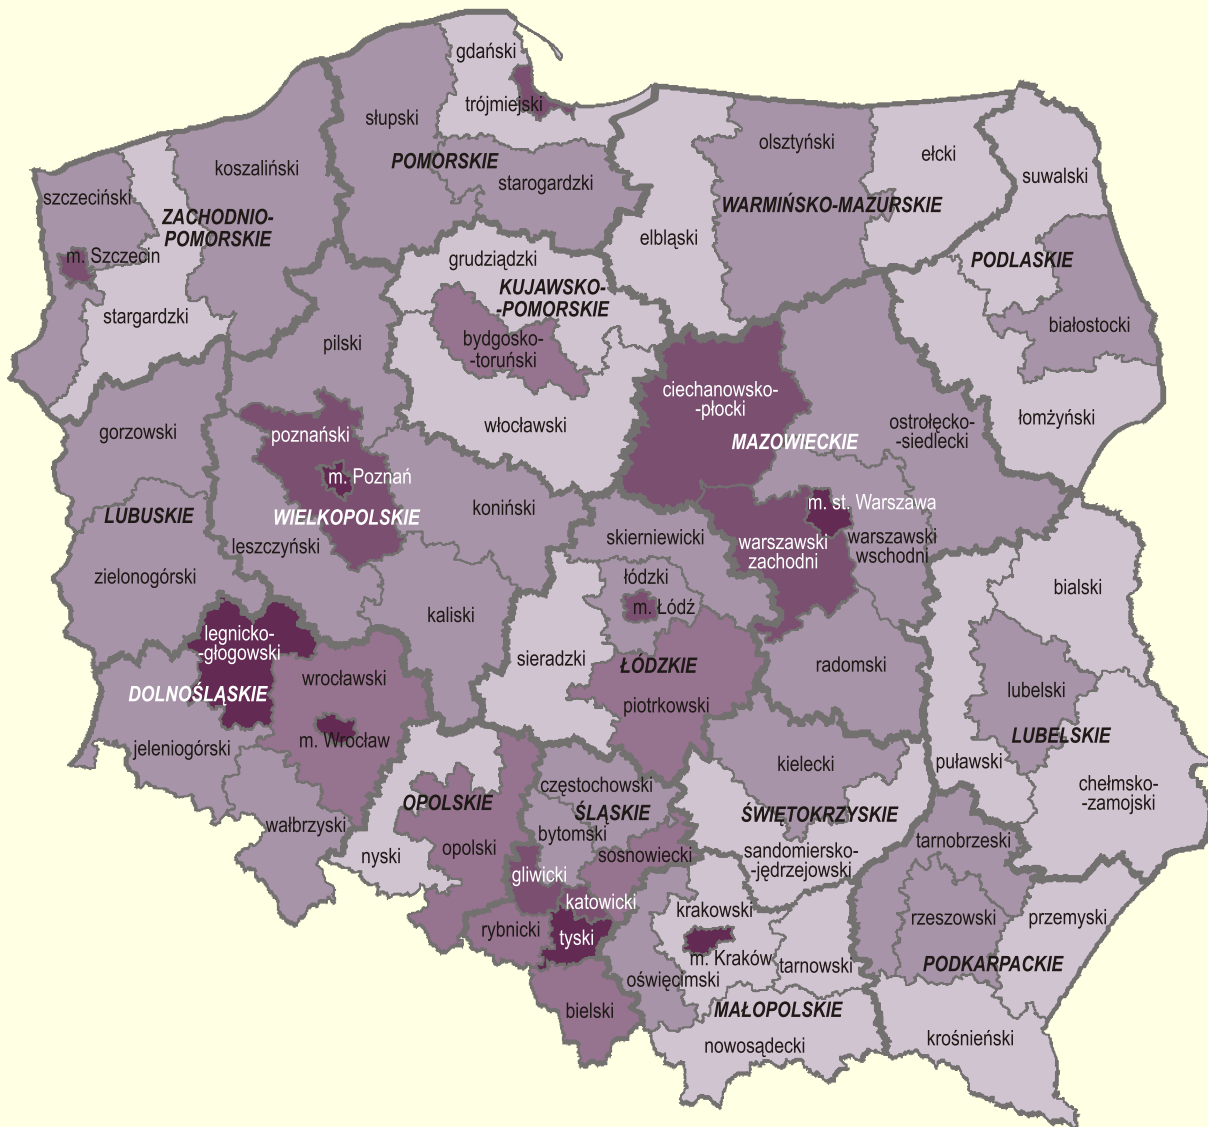 gdański
trójmiejski
słupski
POMORSKIE
starogardzki
koszaliński
szczeciński
ZACHODNIO-
POMORSKIE
m. Szczecin
stargardzki
olsztyński
ełcki
WARMIŃSKO-MAZURSKIE
elbląski
suwalski
PODLASKIE
białostocki
łomżyński
grudziądzki
KUJAWSKO-
-POMORSKIE
bydgosko-
-toruński
włocławski
pilski
poznański
m. Poznań
WIELKOPOLSKIE
koniński
leszczyński
kaliski
gorzowski
LUBUSKIE
zielonogórski
ciechanowsko-
-płocki
MAZOWIECKIE
ostrołęcko-
-siedlecki
m. st. Warszawa
warszawski
zachodni
warszawski
wschodni
radomski
skierniewicki
łódzki
m. Łódź
sieradzki
ŁÓDZKIE
piotrkowski
legnicko-
-głogowski
wrocławski
DOLNOŚLĄSKIE
m. Wrocław
jeleniogórski
wałbrzyski
OPOLSKIE
opolski
nyski
częstochowski
ŚLĄSKIE
bytomski
sosnowiecki
gliwicki
katowicki
rybnicki
tyski
bielski
kielecki
ŚWIĘTOKRZYSKIE
sandomiersko-
-jędrzejowski
bialski
lubelski
LUBELSKIE
puławski
chełmsko-
-zamojski
krakowski
m. Kraków
tarnowski
oświęcimski
MAŁOPOLSKIE
nowosądecki
tarnobrzeski
rzeszowski
przemyski
PODKARPACKIE
krośnieński